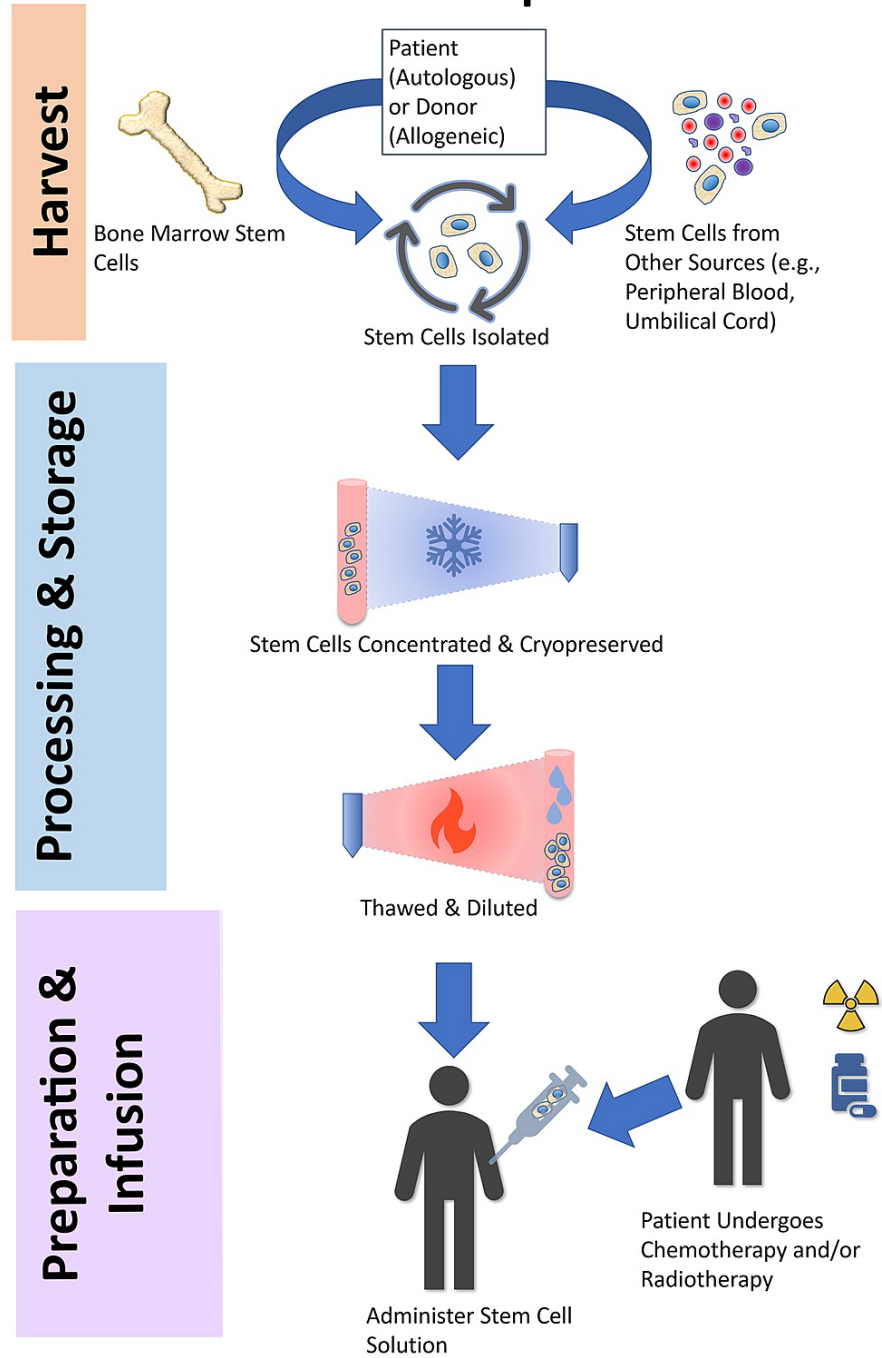 Harvest
Patient
(Autologous)
or Donor
(Allogeneic)
Bone Marrow Stem
Cells
Stem Cells from
Other Sources (e.g.,
Peripheral Blood,
Umbilical Cord)
Stem Cells Isolated
Processing & Storage
Stem Cells Concentrated & Cryopreserved
Thawed & Diluted
Preparation &
Infusion
Patient Undergoes
Chemotherapy and/or
Radiotherapy
Administer Stem Cell
Solution